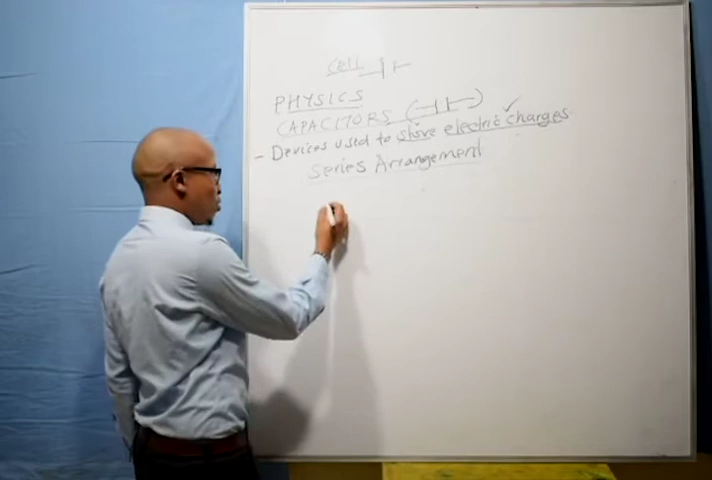 Cell
PHYSICS
CAPACITORS ( )
- Devices used to store electric charges
Series Arrangement